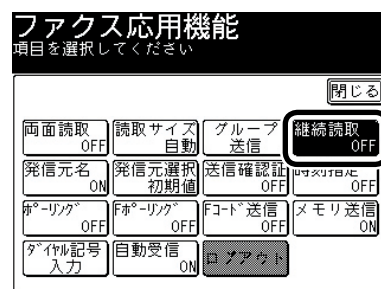 ファクス応用機能
項目を選択してください
閉じる
両面読取 OFF
読取サイズ 自動
グループ 送信
継続読取 OFF
発信元名 ON
発信元選択 初期値
送信確認証 OFF
時刻指定 OFF
ポーリング OFF
Fポーリング OFF
Fコード送信 OFF
メモリ送信 ON
ダイヤル記号 入力
自動受信 ON
ログアウト